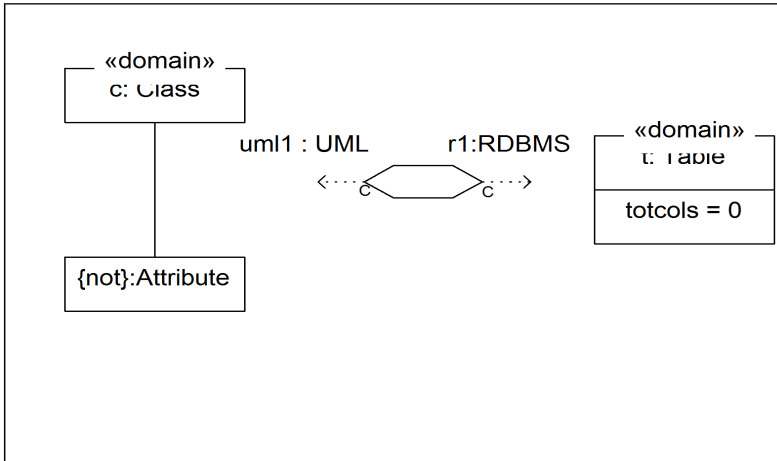 «domain»
c: Class
uml1 : UML
r1:RDBMS
«domain»
t: Table
totcols = 0
C
C
{not}:Attribute